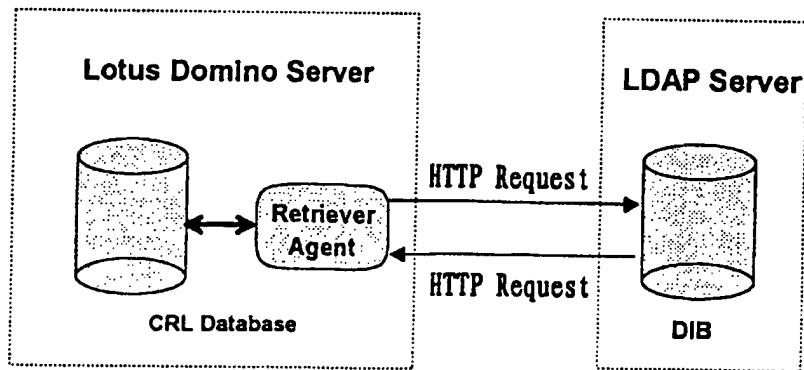 Lotus Domino Server
LDAP Server
HTTP Request
Retriever
Agent
HTTP Request
CRL Database
DIB